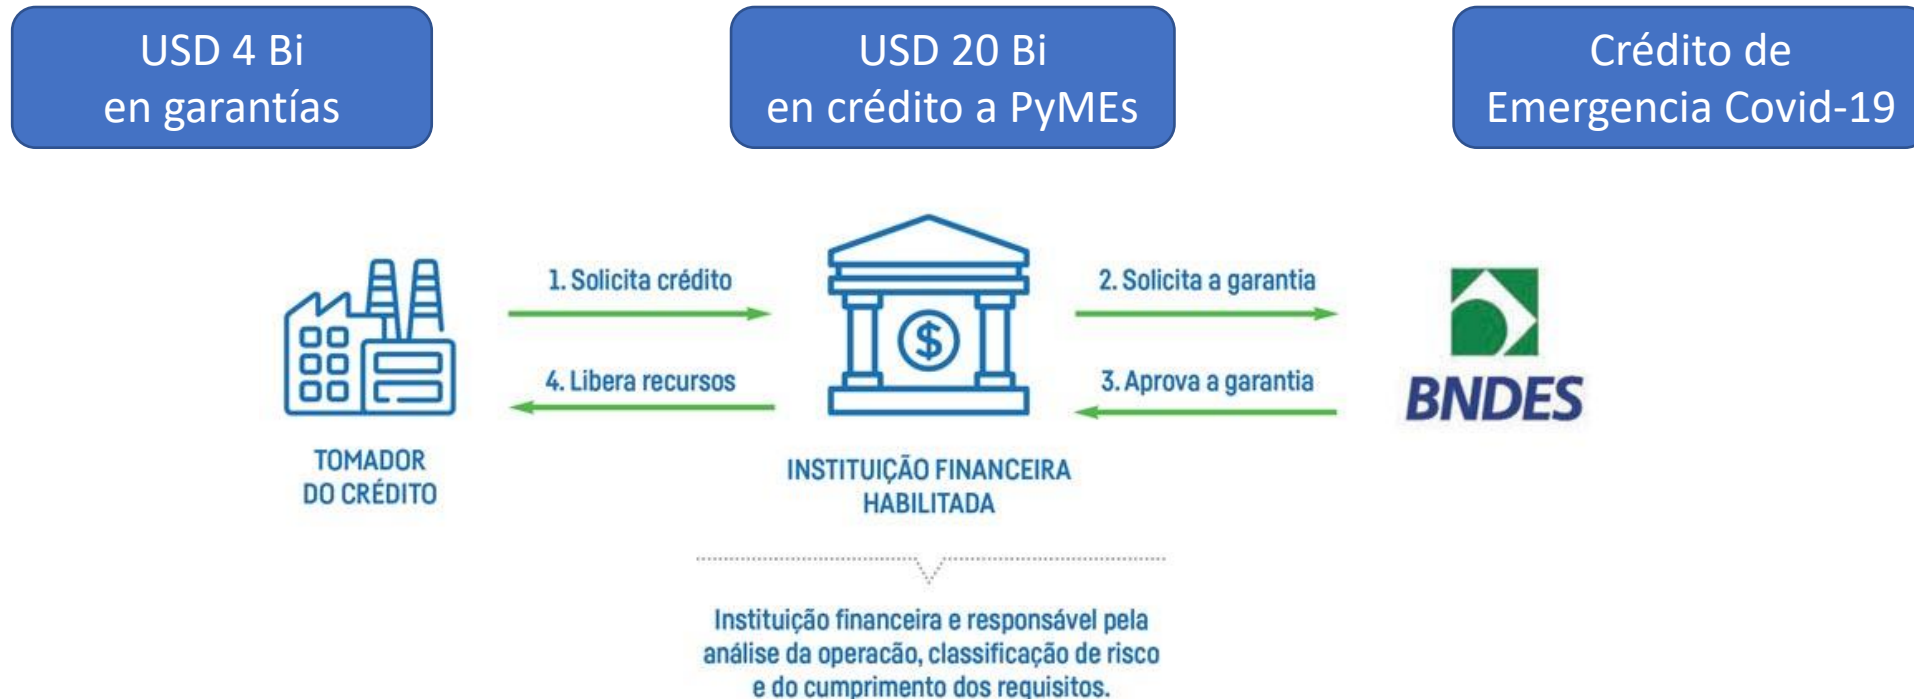 USD 4 Bi
en garantías
USD 20 Bi
en crédito a PyMEs
Crédito de
Emergencia Covid-19
1. Solicita crédito
2. Solicita a garantia
$
4. Libera recursos
3. Aprova a garantia
BNDES
TOMADOR
DO CRÉDITO
INSTITUIÇÃO FINANCEIRA
HABILITADA
Instituição financeira e responsável pela
análise da operacão, classificação de risco
e do cumprimento dos requisitos.